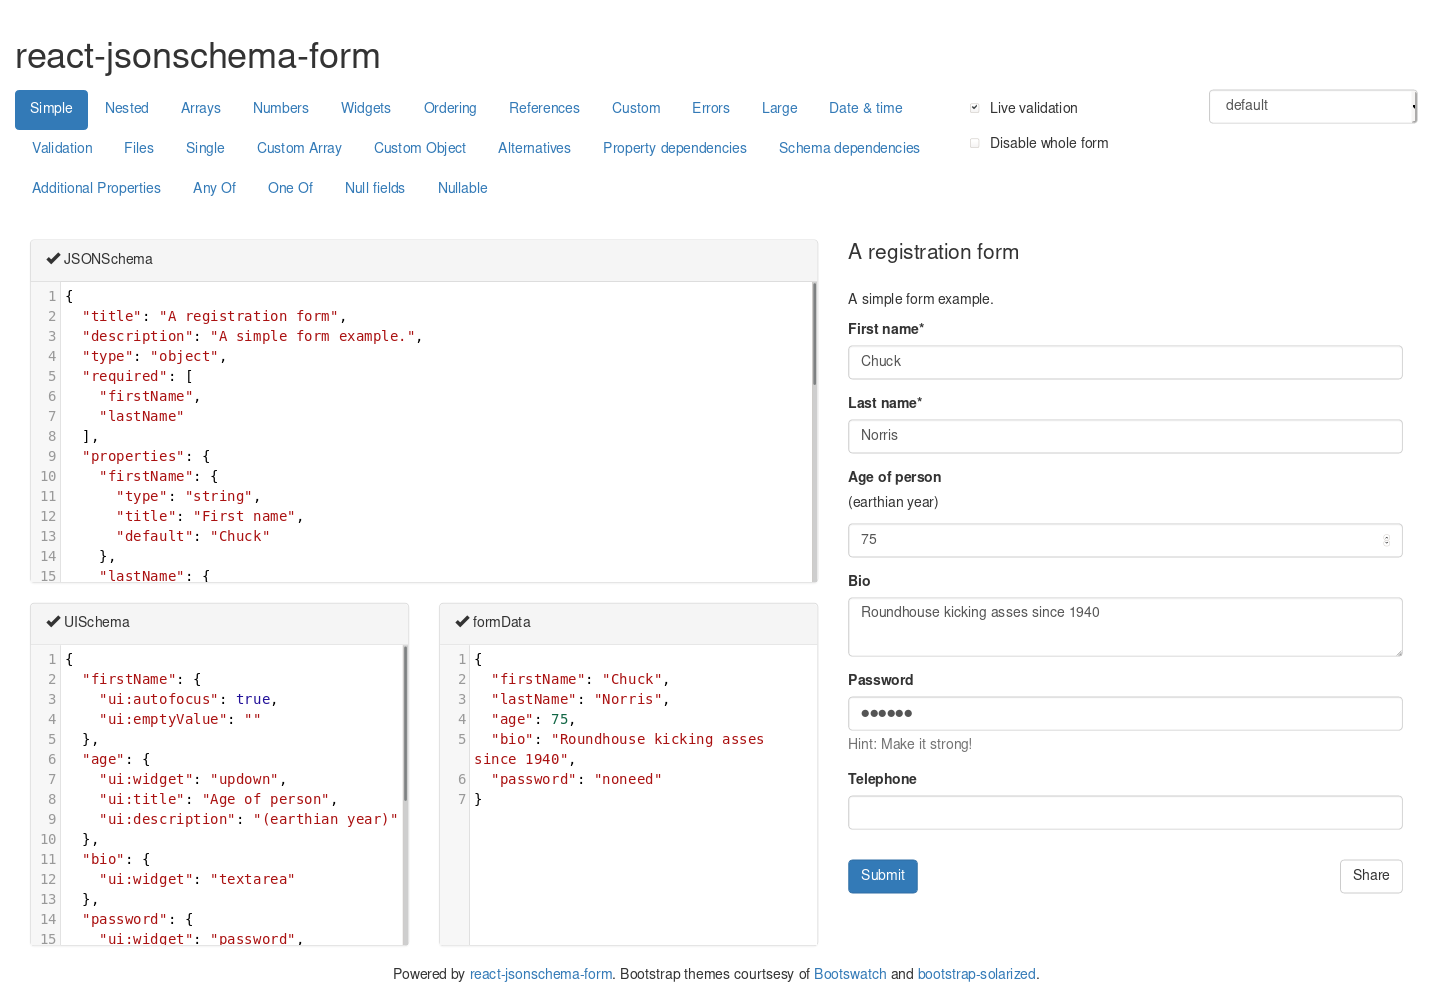 react-jsonschema-form
Simple Nested Arrays Numbers Widgets Ordering References Custom Errors Large Date & time
Validation Files Single Custom Array Custom Object Alternatives Property dependencies Schema dependencies
Additional Properties Any Of One Of Null fields Nullable
Live validation
Disable whole form
default
JSONSchema
1 {
2 "title": "A registration form",
3 "description": "A simple form example.",
4 "type": "object",
5 "required": [
6 "firstName",
7 "lastName"
8 ],
9 "properties": {
10 "firstName": {
11 "type": "string",
12 "title": "First name",
13 "default": "Chuck"
14 },
15 "lastName": {
UISchema
1 {
2 "firstName": {
3 "ui:autofocus": true,
4 "ui:emptyValue": ""
5 },
6 "age": {
7 "ui:widget": "updown",
8 "ui:title": "Age of person",
9 "ui:description": "(earthian year)"
10 },
11 "bio": {
12 "ui:widget": "textarea"
13 },
14 "password": {
15 "ui:widget": "password",
formData
1 {
2 "firstName": "Chuck",
3 "lastName": "Norris",
4 "age": 75,
5 "bio": "Roundhouse kicking asses
since 1940",
6 "password": "noneed"
7 }
A registration form
A simple form example.
First name*
Chuck
Last name*
Norris
Age of person
(earthian year)
75
Bio
Roundhouse kicking asses since 1940
Password
●●●●●●
Hint: Make it strong!
Telephone
Submit Share
Powered by react-jsonschema-form. Bootstrap themes courtsesy of Bootswatch and bootstrap-solarized.